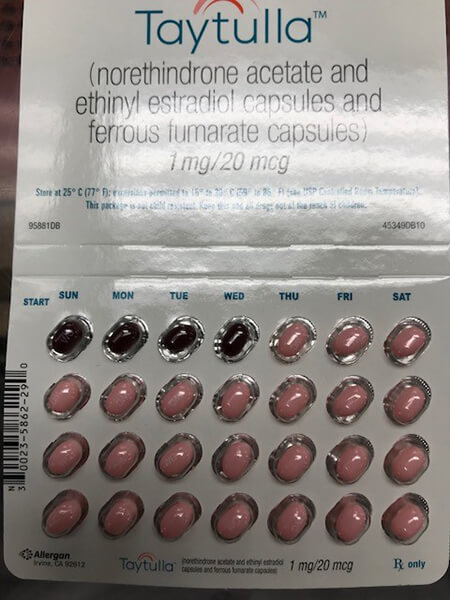 Taytulla™
(norethindrone acetate and
ethinyl estradiol capsules and
ferrous fumarate capsules)
1 mg/20 mcg
Store at 25° C (77° F); excursions permitted to 15° to 30° C (59° to 86° F) [see USP Controlled Room Temperature].
This package is not child resistant. Keep this and all drugs out of the reach of children.
95881DB
45349DB10
START SUN MON TUE WED THU FRI SAT
N 3 0023-5862-29 0
Allergan
Irvine, CA 92612
Taytulla™
(norethindrone acetate and ethinyl estradiol
capsules and ferrous fumarate capsules)
1 mg/20 mcg
Rx only